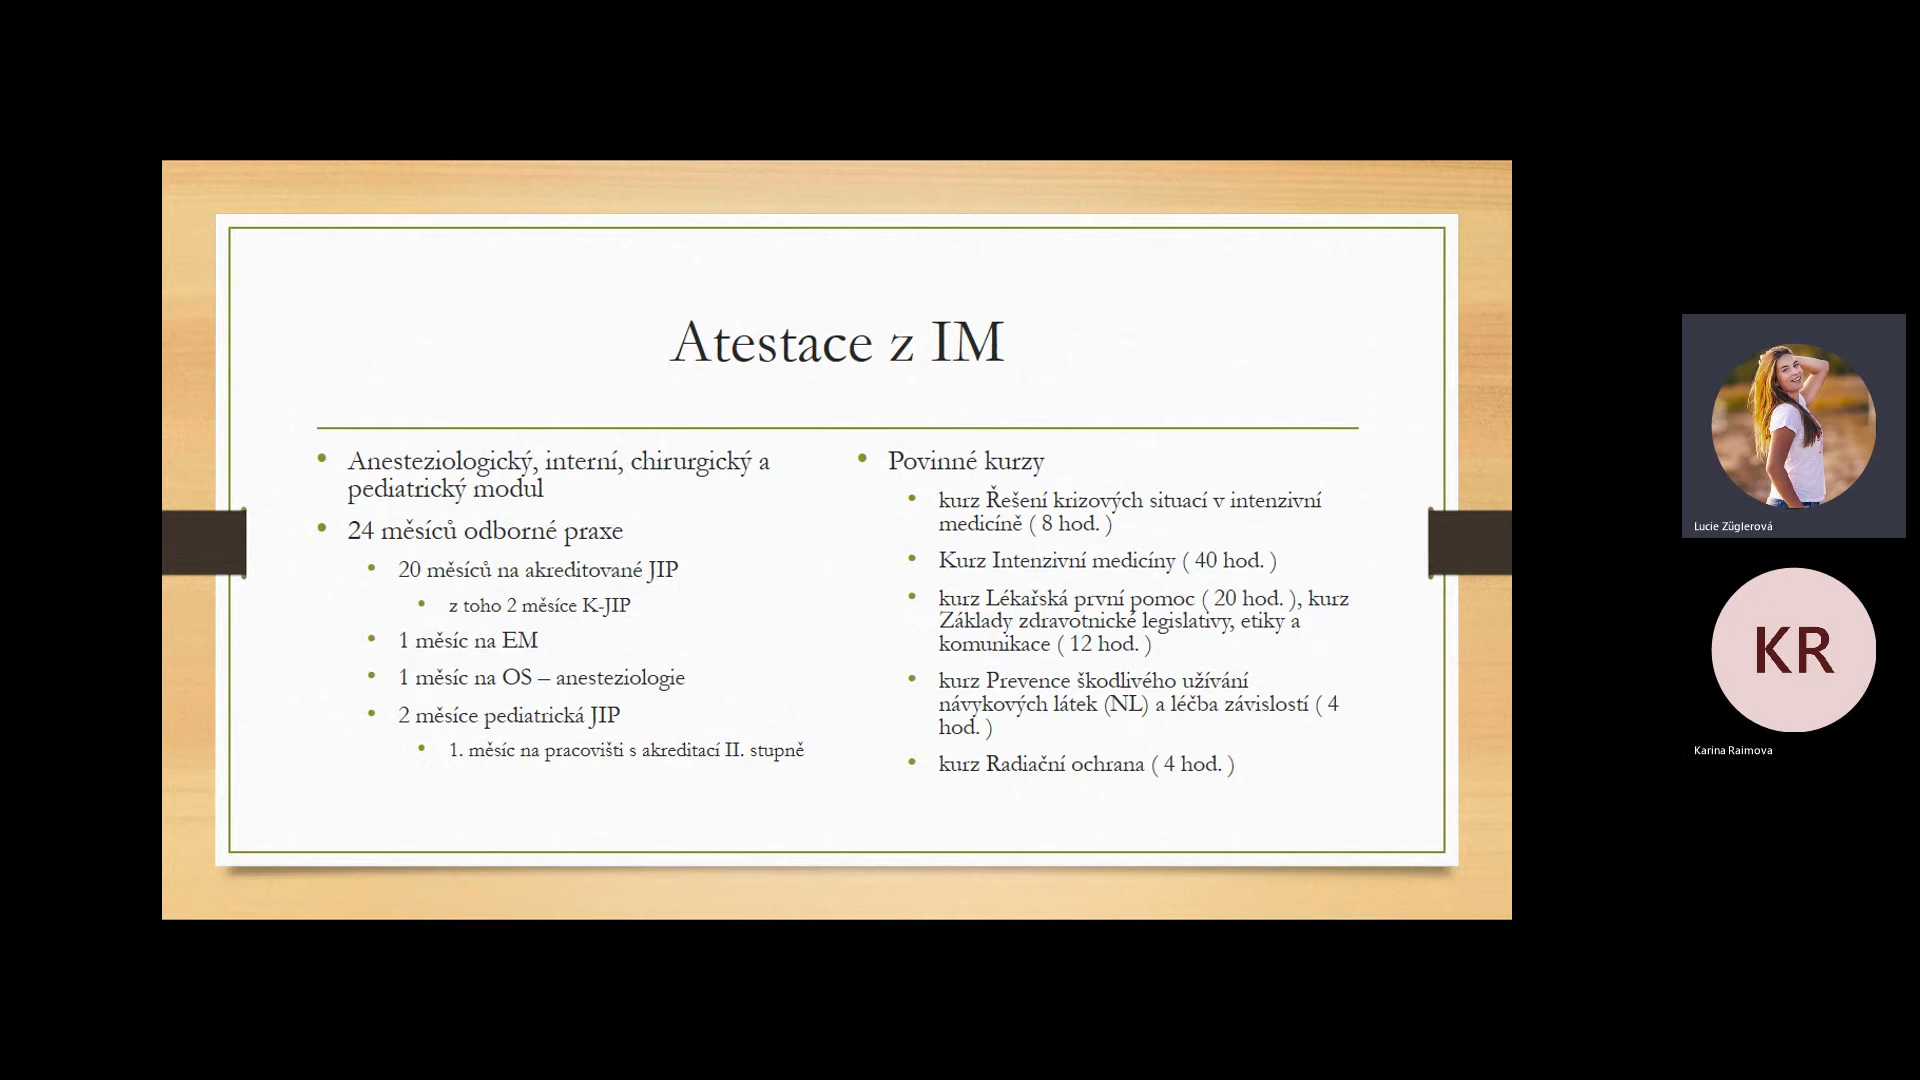 Atestace z IM
• Anesteziologický, interní, chirurgický a
pediatrický modul
• 24 měsíců odborné praxe
• 20 měsíců na akreditované JIP
• z toho 2 měsíce K-JIP
• 1 měsíc na EM
• 1 měsíc na OS – anesteziologie
• 2 měsíce pediatrická JIP
• 1. měsíc na pracovišti s akreditací II. stupně
• Povinné kurzy
• kurz Řešení krizových situací v intenzivní
medicíně ( 8 hod. )
• Kurz Intenzivní medicíny ( 40 hod. )
• kurz Lékařská první pomoc ( 20 hod. ), kurz
Základy zdravotnické legislativy, etiky a
komunikace ( 12 hod. )
• kurz Prevence škodlivého užívání
návykových látek (NL) a léčba závislostí ( 4
hod. )
• kurz Radiační ochrana ( 4 hod. )
Lucie Züglerová
KR
Karina Raimova